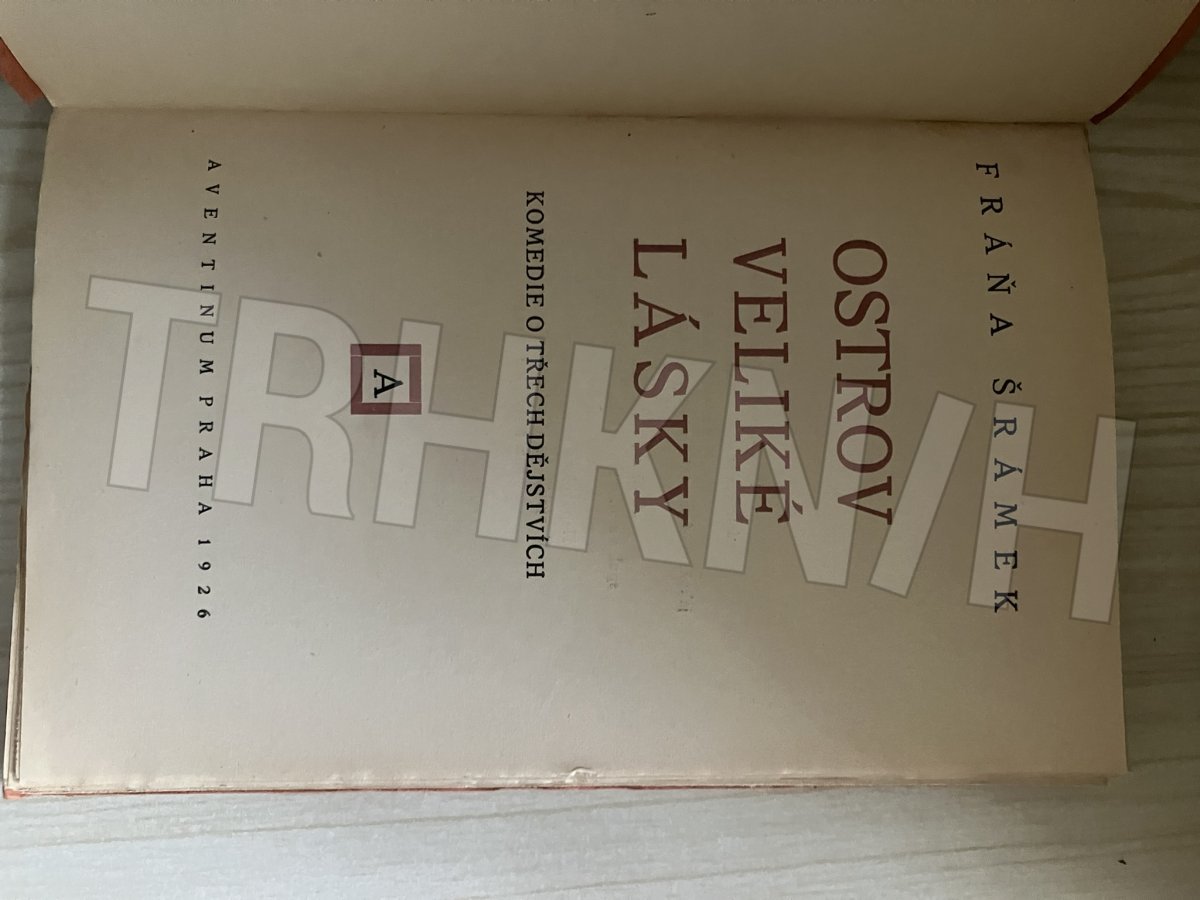 FRÁŇA ŠRÁMEK
OSTROV
VELIKÉ
LÁSKY
KOMEDIE O TŘECH DĚJSTVÍCH
A
AVENTINUM PRAHA 1926
TRHKNIH